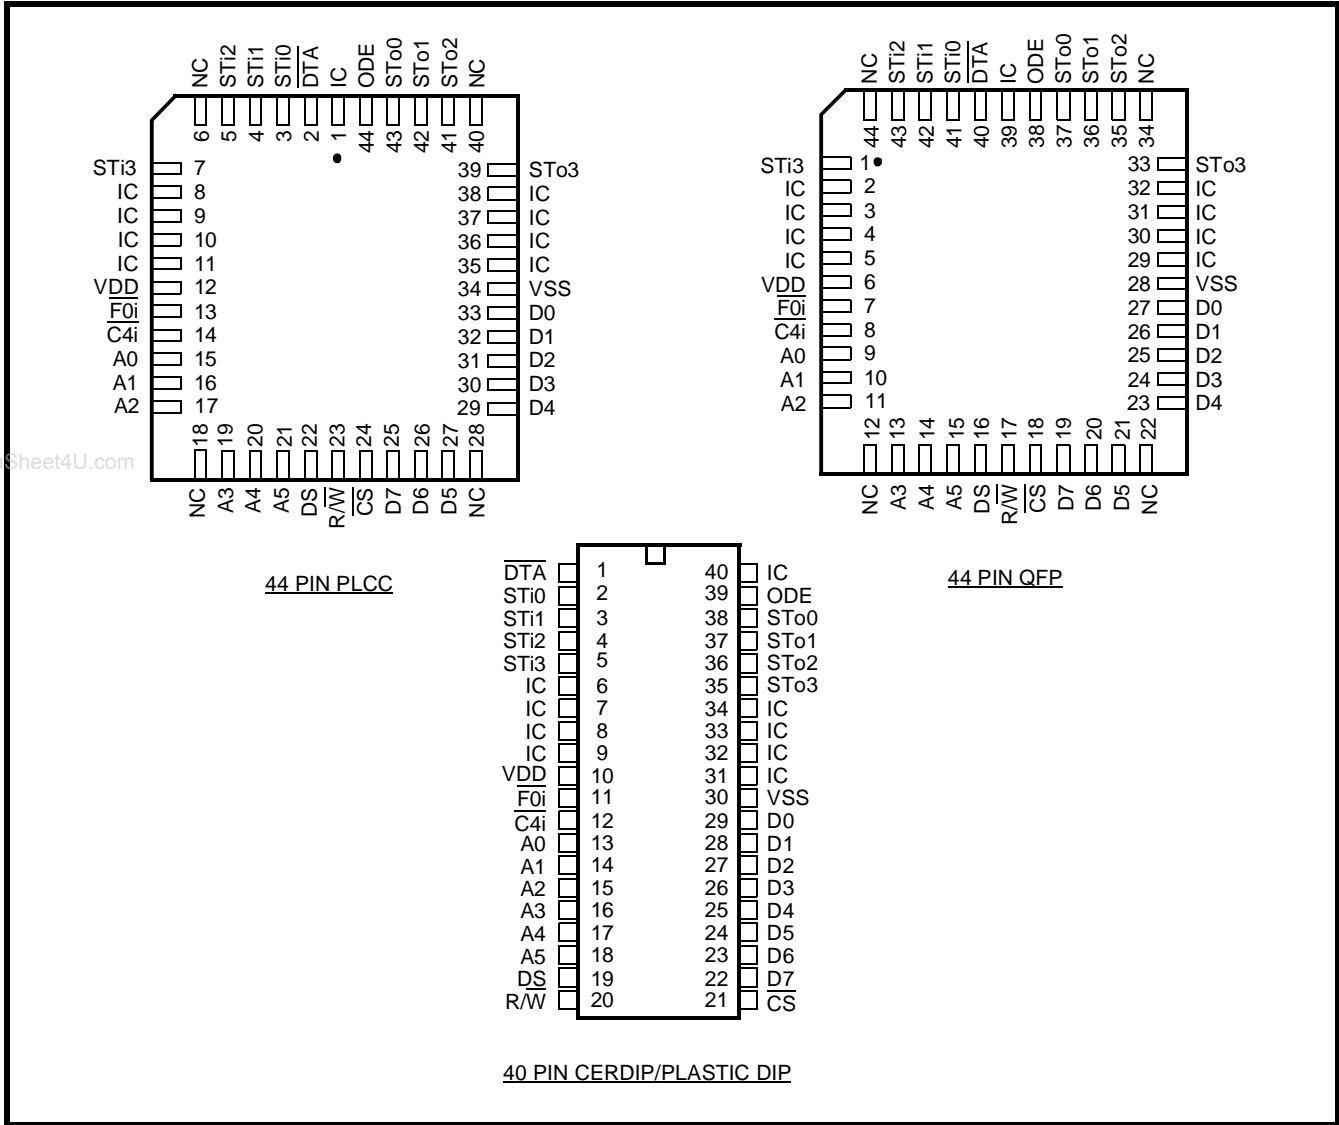 NC STi2 STi1 STi0 DTA IC ODE STo0 STo1 STo2 NC
6 5 4 3 2 1 44 43 42 41 40
STi3 7 39 STo3
IC 8 38 IC
IC 9 37 IC
IC 10 36 IC
IC 11 35 IC
VDD 12 34 VSS
F0i 13 33 D0
C4i 14 32 D1
A0 15 31 D2
A1 16 30 D3
A2 17 29 D4
18 19 20 21 22 23 24 25 26 27 28
NC A3 A4 A5 DS R/W CS D7 D6 D5 NC
44 PIN PLCC
NC STi2 STi1 STi0 DTA IC ODE STo0 STo1 STo2 NC
44 43 42 41 40 39 38 37 36 35 34
STi3 1 33 STo3
IC 2 32 IC
IC 3 31 IC
IC 4 30 IC
IC 5 29 IC
VDD 6 28 VSS
F0i 7 27 D0
C4i 8 26 D1
A0 9 25 D2
A1 10 24 D3
A2 11 23 D4
12 13 14 15 16 17 18 19 20 21 22
NC A3 A4 A5 DS R/W CS D7 D6 D5 NC
44 PIN QFP
DTA 1 40 IC
STi0 2 39 ODE
STi1 3 38 STo0
STi2 4 37 STo1
STi3 5 36 STo2
IC 6 35 STo3
IC 7 34 IC
IC 8 33 IC
IC 9 32 IC
VDD 10 31 IC
F0i 11 30 VSS
C4i 12 29 D0
A0 13 28 D1
A1 14 27 D2
A2 15 26 D3
A3 16 25 D4
A4 17 24 D5
A5 18 23 D6
DS 19 22 D7
R/W 20 21 CS
40 PIN CERDIP/PLASTIC DIP
Sheet4U.com